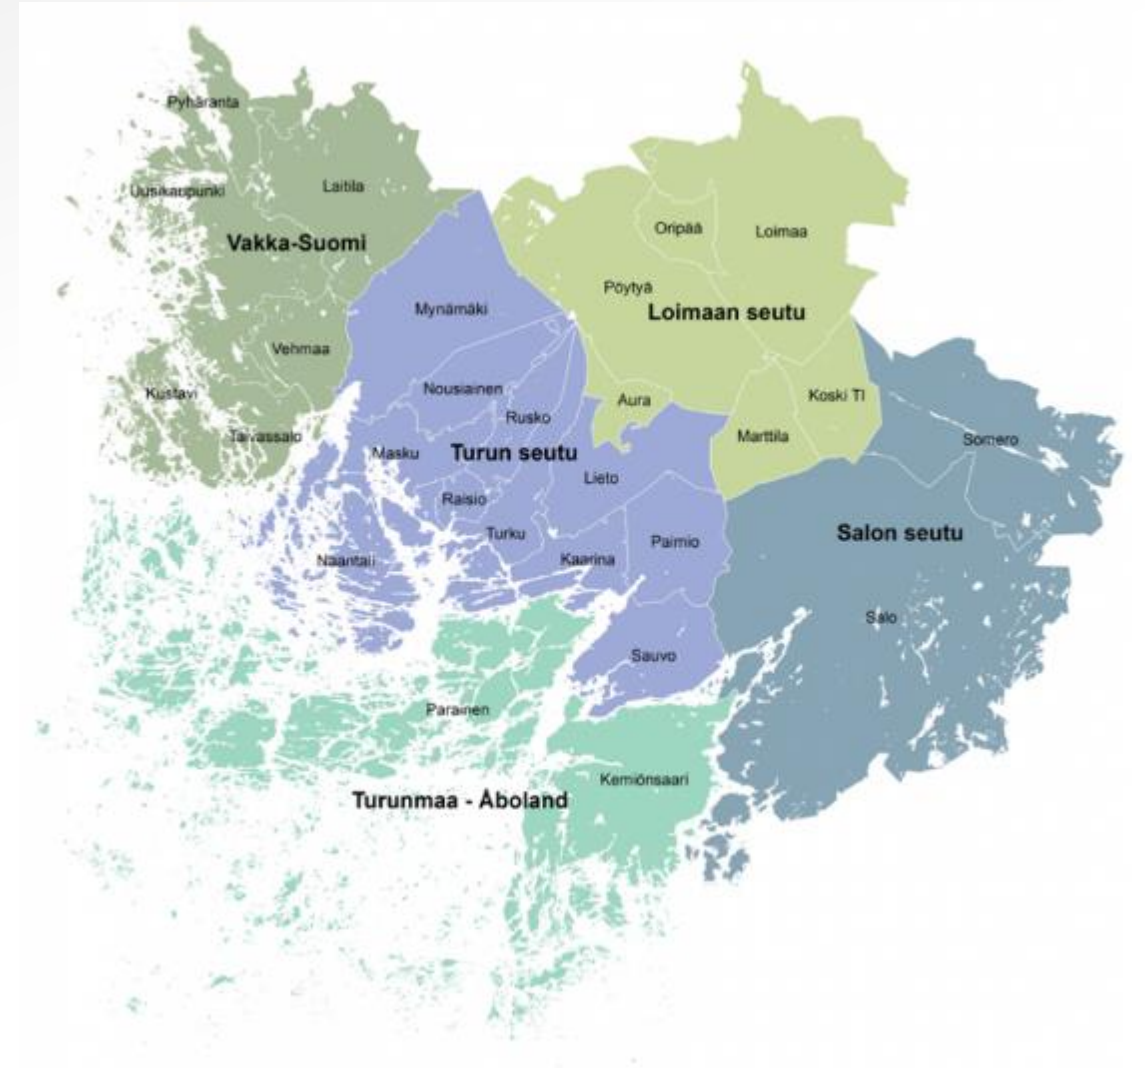 Pyhäranta
Uusikaupunki
Laitila
Vakka-Suomi
Vehmaa
Kustavi
Taivassalo
Oripää
Loimaa
Pöytyä
Loimaan seutu
Aura
Koski Tl
Marttila
Mynämäki
Nousiainen
Rusko
Masku
Turun seutu
Lieto
Raisio
Turku
Naantali
Kaarina
Paimio
Sauvo
Somero
Salon seutu
Salo
Parainen
Kemiönsaari
Turunmaa - Åboland